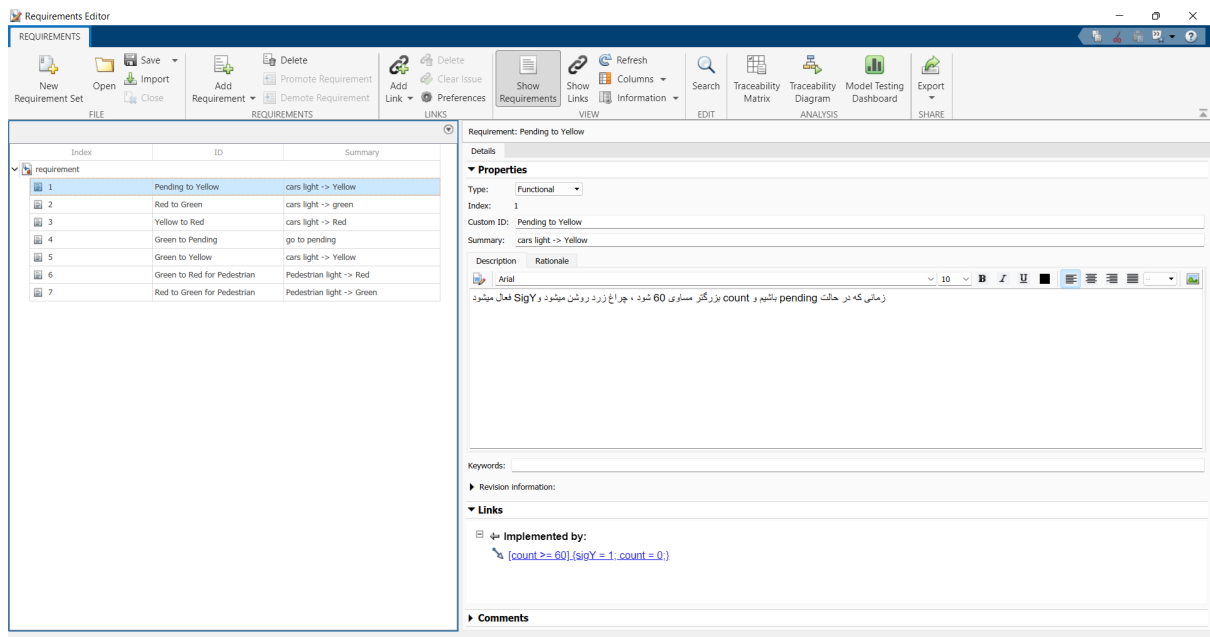 Requirements Editor
REQUIREMENTS
New Requirement Set
Open
Save
Import
Close
FILE
Add Requirement
Delete
Promote Requirement
Demote Requirement
REQUIREMENTS
Add Link
Delete
Clear Issue
Preferences
LINKS
Show Requirements
Show Links
Refresh
Columns
Information
VIEW
Search
EDIT
Traceability Matrix
Traceability Diagram
Model Testing Dashboard
ANALYSIS
Export
SHARE
Index ID Summary
requirement
1 Pending to Yellow cars light -> Yellow
2 Red to Green cars light -> green
3 Yellow to Red cars light -> Red
4 Green to Pending go to pending
5 Green to Yellow cars light -> Yellow
6 Green to Red for Pedestrian Pedestrian light -> Red
7 Red to Green for Pedestrian Pedestrian light -> Green
Requirement: Pending to Yellow
Details
Properties
Type: Functional
Index: 1
Custom ID: Pending to Yellow
Summary: cars light -> Yellow
Description Rationale
Arial 10 B I U
زمانی که در حالت pending باشیم و count بزرگتر مساوی 60 شود ، چراغ زرد روشن میشود و SigY فعال میشود
Keywords:
Revision information:
Links
Implemented by:
[count >= 60] {sigY = 1; count = 0;}
Comments